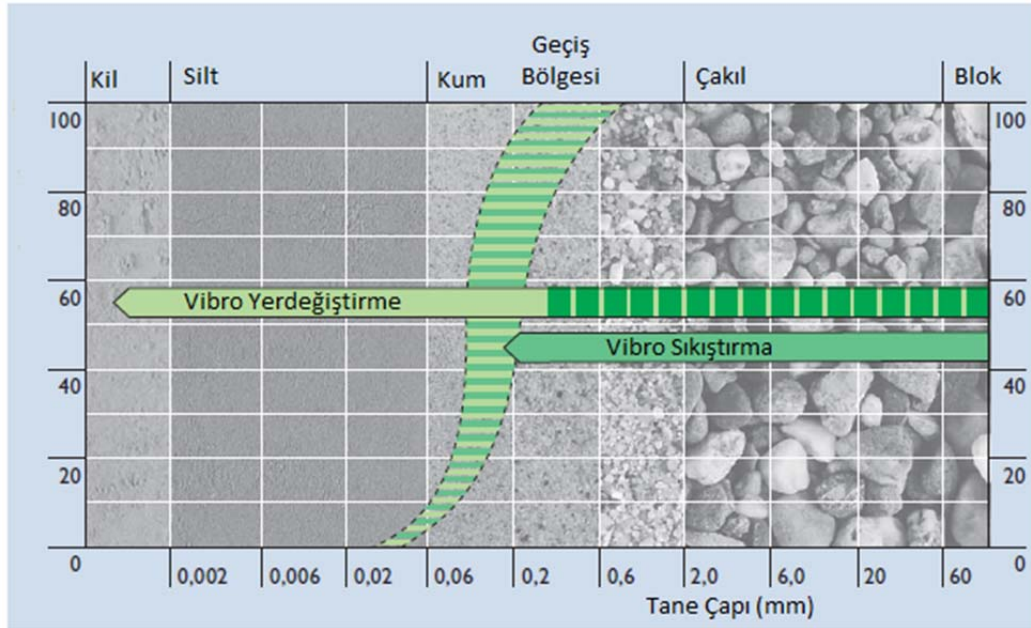 Geçiş
Kil Silt Kum Bölgesi Çakıl Blok
100 100
80 80
60 Vibro Yerdeğiştirme 60
Vibro Sıkıştırma
40 40
20 20
0 0
0,002 0,006 0,02 0,06 0,2 0,6 2,0 6,0 20 60
Tane Çapı (mm)